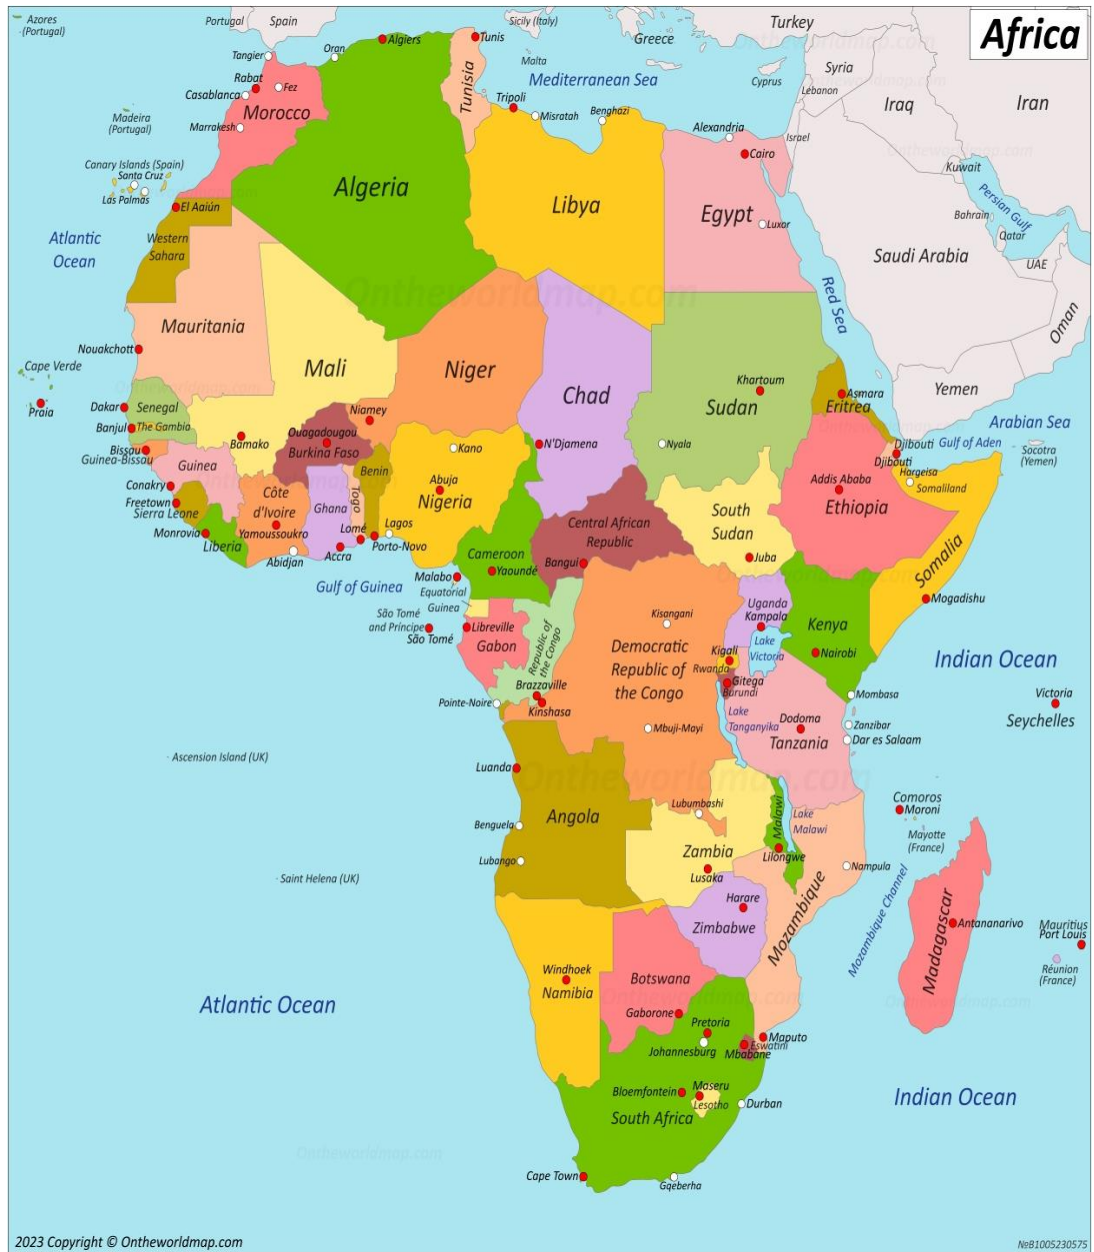 Africa
Azores
(Portugal)
Portugal
Spain
Sicily (Italy)
Greece
Turkey
Malta
Cyprus
Syria
Lebanon
Israel
Iraq
Iran
Kuwait
Persian Gulf
Bahrain
Qatar
UAE
Saudi Arabia
Oman
Yemen
Mediterranean Sea
Tangier
Oran
Algiers
Tunis
Rabat
Fez
Casablanca
Morocco
Marrakesh
Madeira
(Portugal)
Canary Islands (Spain)
Santa Cruz
Las Palmas
El Aaiún
Western
Sahara
Atlantic
Ocean
Algeria
Tunisia
Tripoli
Misratah
Benghazi
Libya
Alexandria
Cairo
Egypt
Luxor
Red Sea
Ontheworldmap.com
Mauritania
Nouakchott
Cape Verde
Praia
Mali
Niger
Chad
Sudan
Khartoum
Nyala
Asmara
Eritrea
Arabian Sea
Gulf of Aden
Socotra
(Yemen)
Dakar
Senegal
Banjul
The Gambia
Bissau
Guinea-Bissau
Guinea
Conakry
Freetown
Sierra Leone
Monrovia
Liberia
Bamako
Niamey
Ouagadougou
Burkina Faso
Côte
d'Ivoire
Yamoussoukro
Abidjan
Ghana
Accra
Togo
Lomé
Benin
Porto-Novo
Lagos
Kano
Abuja
Nigeria
N'Djamena
Djibouti
Djibouti
Hargeisa
Somaliland
Addis Ababa
Ethiopia
Somalia
Mogadishu
South
Sudan
Juba
Central African
Republic
Bangui
Cameroon
Yaoundé
Gulf of Guinea
Malabo
Equatorial
Guinea
São Tomé
and Príncipe
São Tomé
Libreville
Gabon
Republic of
the Congo
Brazzaville
Pointe-Noire
Kinshasa
Kisangani
Democratic
Republic of
the Congo
Mbuji-Mayi
Uganda
Kampala
Lake
Victoria
Kenya
Nairobi
Mombasa
Kigali
Rwanda
Gitega
Burundi
Lake
Tanganyika
Dodoma
Tanzania
Zanzibar
Dar es Salaam
Indian Ocean
Victoria
Seychelles
Ascension Island (UK)
Ontheworldmap.com
Luanda
Angola
Benguela
Lubango
Lubumbashi
Zambia
Lusaka
Malawi
Lilongwe
Lake
Malawi
Comoros
Moroni
Mayotte
(France)
Nampula
Mozambique
Mozambique Channel
Saint Helena (UK)
Harare
Zimbabwe
Madagascar
Antananarivo
Mauritius
Port Louis
Réunion
(France)
Windhoek
Namibia
Botswana
Gaborone
Atlantic Ocean
Pretoria
Johannesburg
Maputo
Eswatini
Mbabane
Bloemfontein
Maseru
Lesotho
Durban
South Africa
Indian Ocean
Cape Town
Gqeberha
Ontheworldmap.com
2023 Copyright © Ontheworldmap.com
№B1005230575